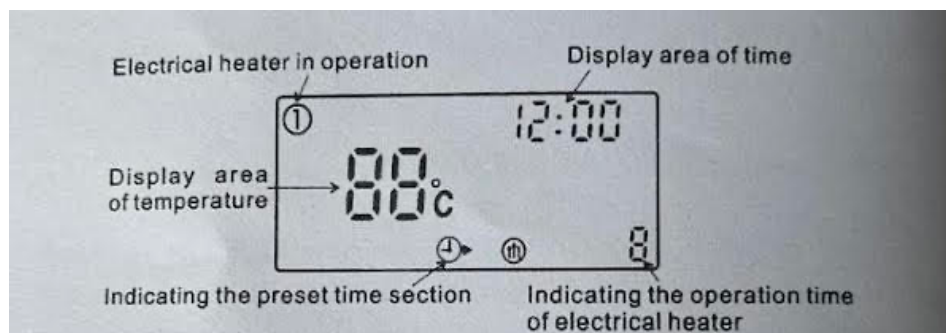 Electrical heater in operation
Display area of time
①
12:00
Display area
of temperature
88°C
8
Indicating the preset time section
Indicating the operation time
of electrical heater